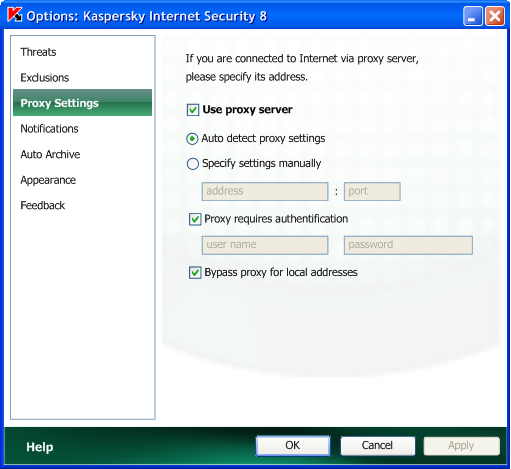 Options: Kaspersky Internet Security 8
Threats
Exclusions
Proxy Settings
Notifications
Auto Archive
Appearance
Feedback
If you are connected to Internet via proxy server,
please specify its address.
Use proxy server
Auto detect proxy settings
Specify settings manually
address : port
Proxy requires authentification
user name password
Bypass proxy for local addresses
Help OK Cancel Apply